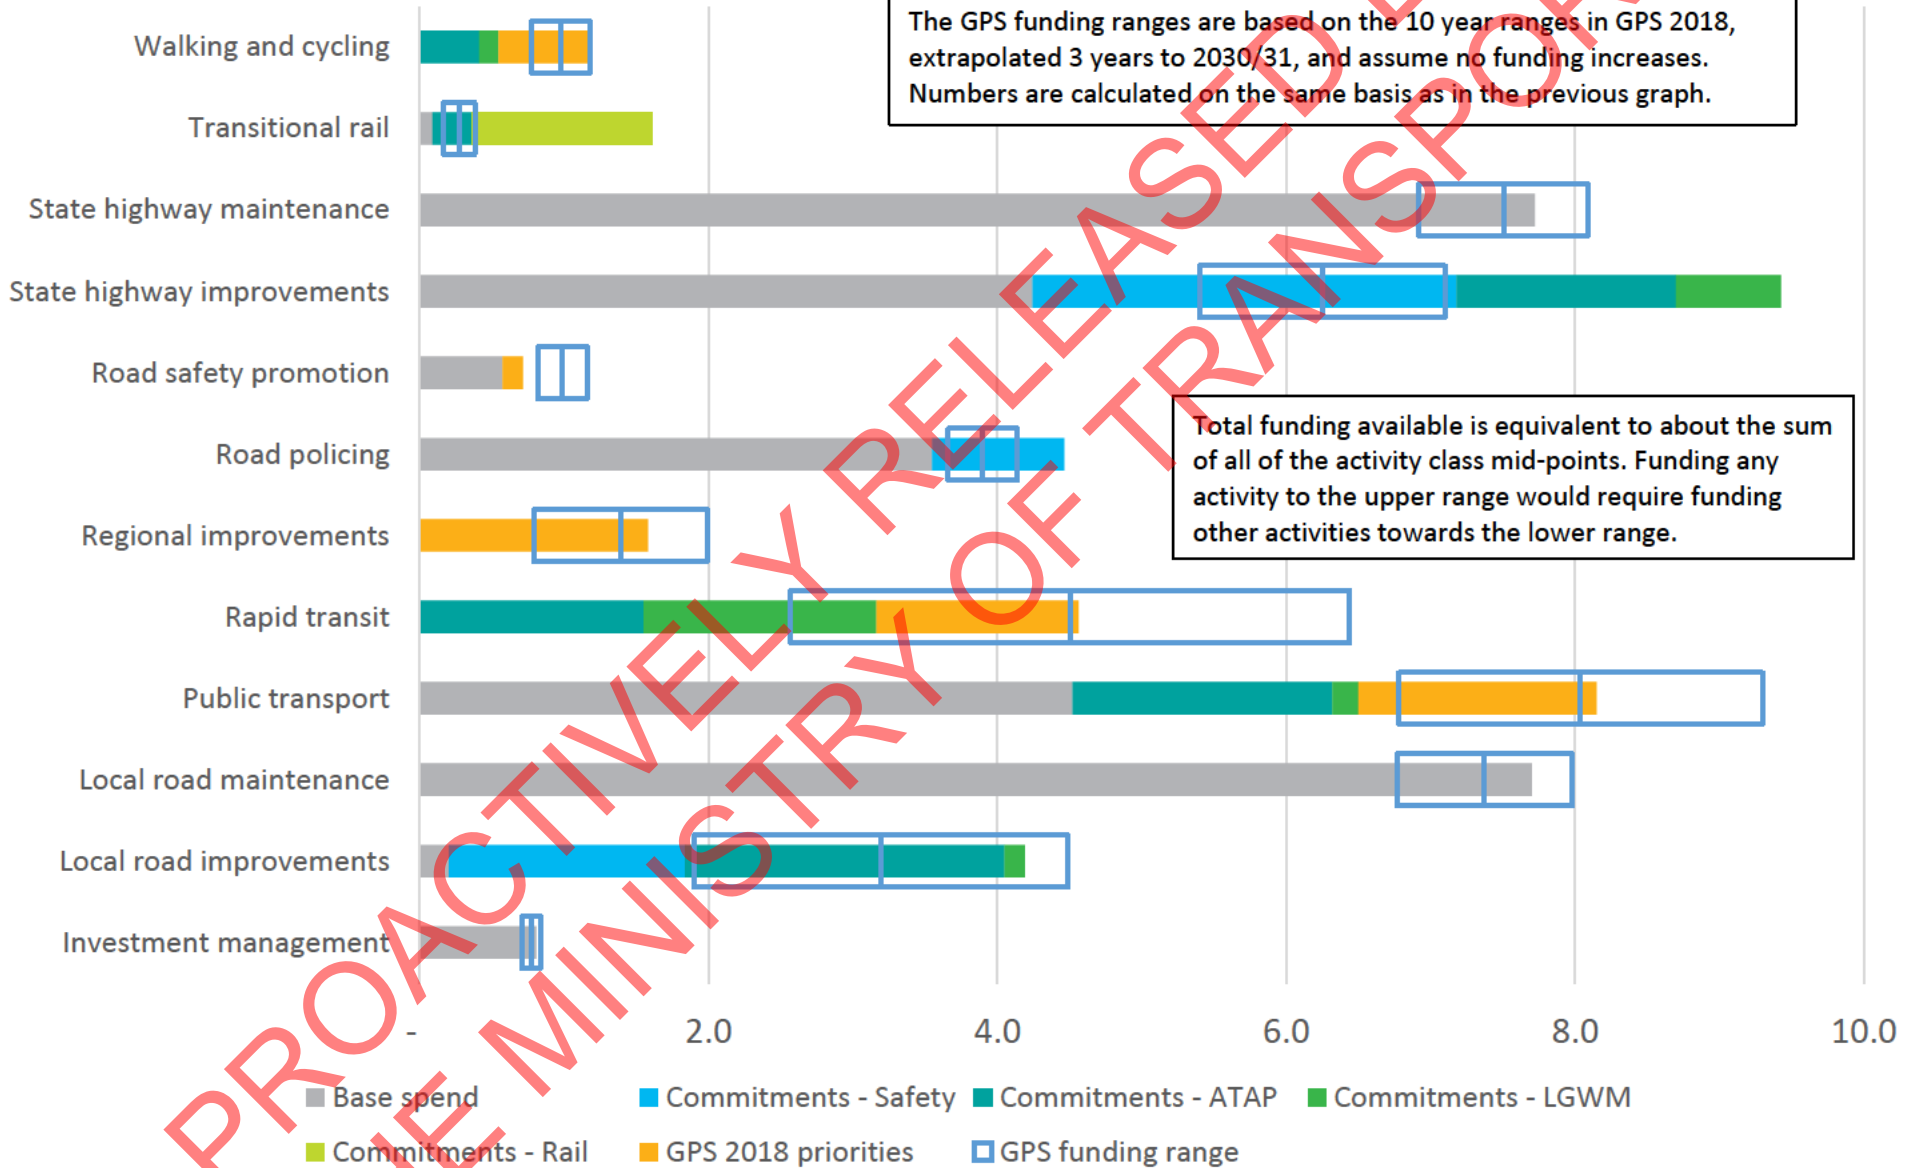 The GPS funding ranges are based on the 10 year ranges in GPS 2018,
extrapolated 3 years to 2030/31, and assume no funding increases.
Numbers are calculated on the same basis as in the previous graph.
Walking and cycling
Transitional rail
State highway maintenance
State highway improvements
Road safety promotion
Road policing
Total funding available is equivalent to about the sum
of all of the activity class mid-points. Funding any
activity to the upper range would require funding
other activities towards the lower range.
Regional improvements
Rapid transit
Public transport
Local road maintenance
Local road improvements
Investment management
- 2.0 4.0 6.0 8.0 10.0
Base spend Commitments - Safety Commitments - ATAP Commitments - LGWM
Commitments - Rail GPS 2018 priorities GPS funding range
PROACTIVELY RELEASED
MINISTRY OF TRANSPOR